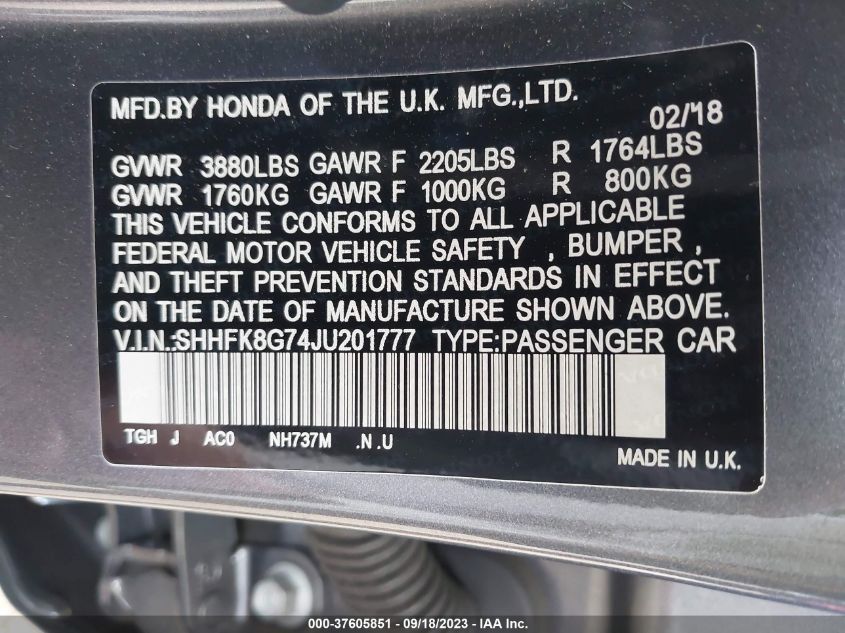 MFD.BY HONDA OF THE U.K. MFG.,LTD.
02/'18
GVWR 3880LBS GAWR F 2205LBS R 1764LBS
GVWR 1760KG GAWR F 1000KG R 800KG
THIS VEHICLE CONFORMS TO ALL APPLICABLE
FEDERAL MOTOR VEHICLE SAFETY , BUMPER ,
AND THEFT PREVENTION STANDARDS IN EFFECT
ON THE DATE OF MANUFACTURE SHOWN ABOVE.
V.I.N.:SHHFK8G74JU201777 TYPE:PASSENGER CAR
TGH J AC0 NH737M .N .U
MADE IN U.K.
000-37605851 - 09/18/2023 - IAA Inc.